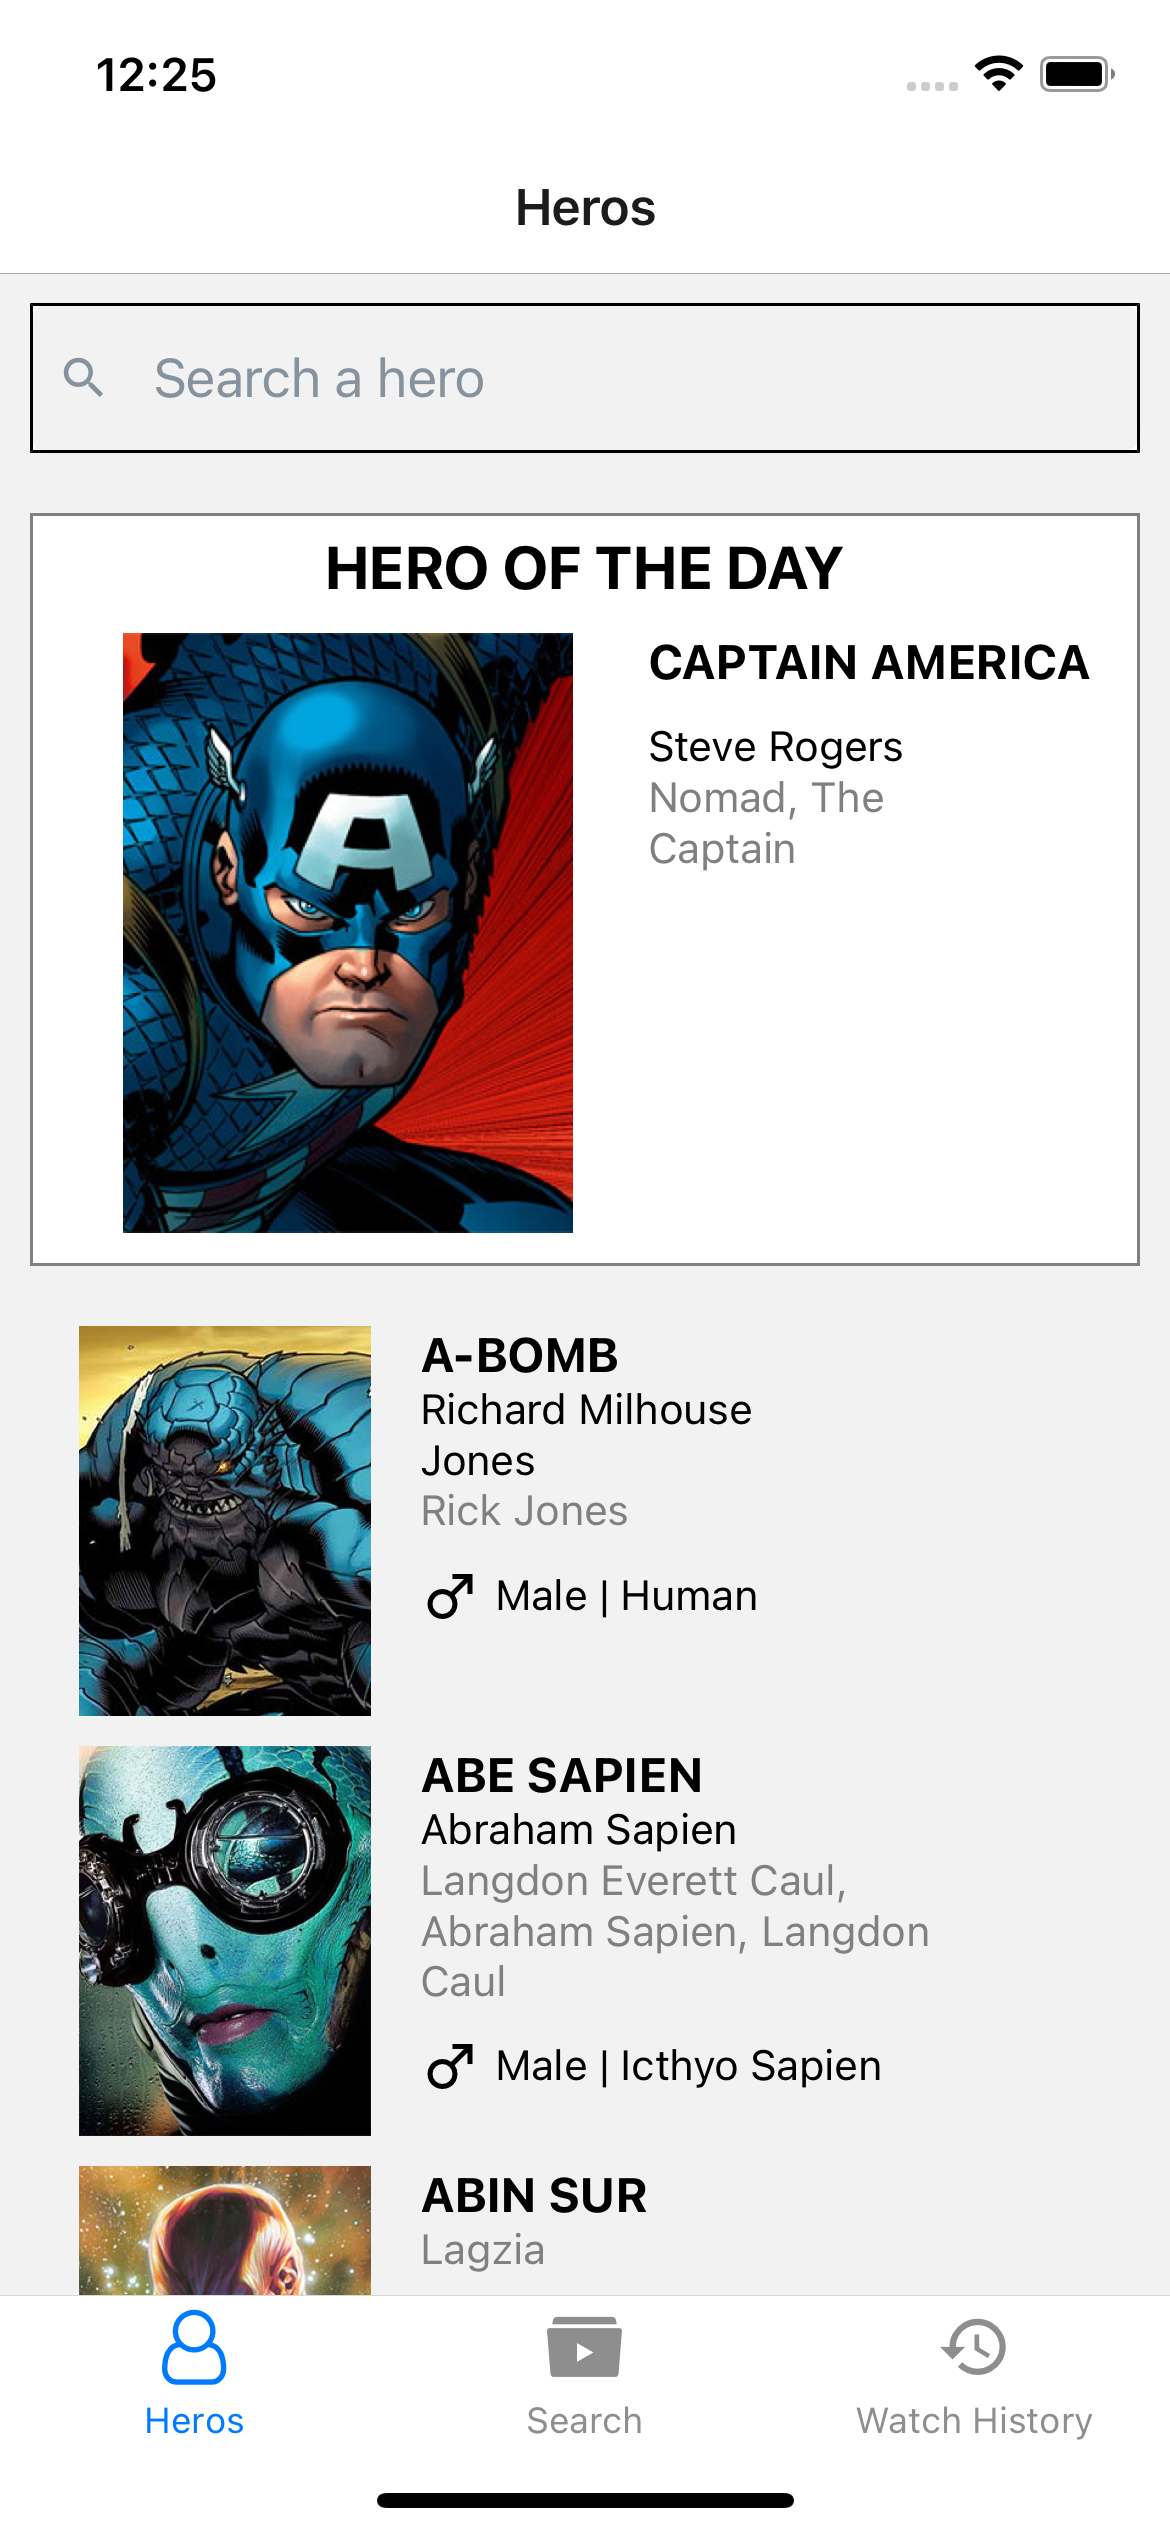 12:25
Heros
Search a hero
HERO OF THE DAY
A
CAPTAIN AMERICA
Steve Rogers
Nomad, The
Captain
A-BOMB
Richard Milhouse
Jones
Rick Jones
Male | Human
ABE SAPIEN
Abraham Sapien
Langdon Everett Caul,
Abraham Sapien, Langdon
Caul
Male | Icthyo Sapien
ABIN SUR
Lagzia
Heros
Search
Watch History